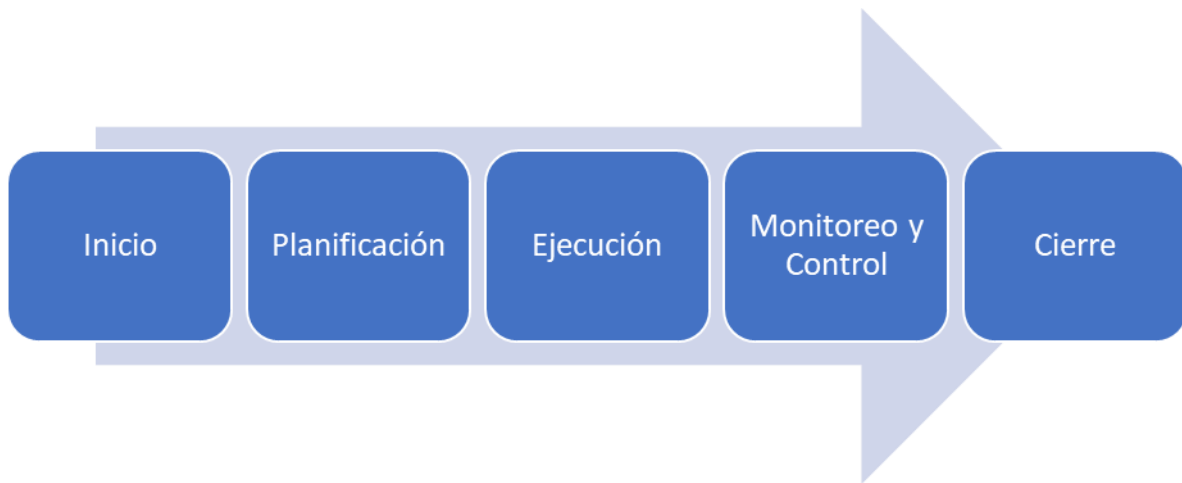 Inicio
Planificación
Ejecución
Monitoreo y
Control
Cierre